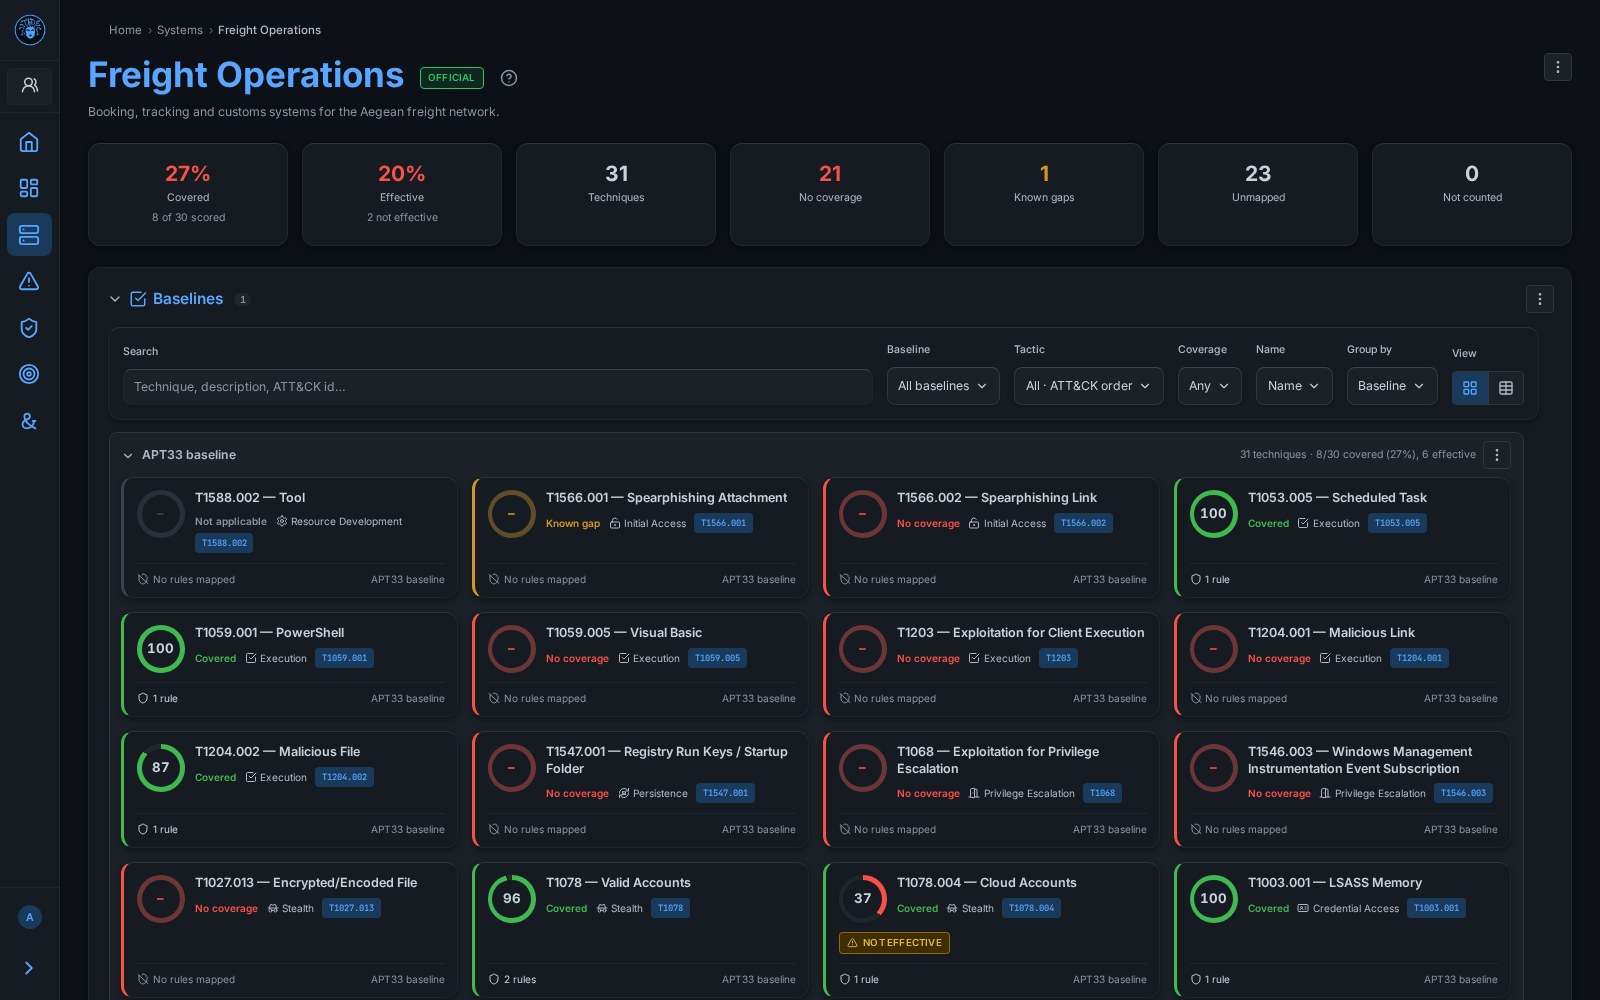 Home › Systems › Freight Operations
Freight Operations OFFICIAL
Booking, tracking and customs systems for the Aegean freight network.
27%
Covered
8 of 30 scored
20%
Effective
2 not effective
31
Techniques
21
No coverage
1
Known gaps
23
Unmapped
0
Not counted
Baselines 1
Search
Technique, description, ATT&CK id...
Baseline
All baselines
Tactic
All · ATT&CK order
Coverage
Any
Name
Name
Group by
Baseline
View
APT33 baseline
31 techniques · 8/30 covered (27%), 6 effective
–
T1588.002 — Tool
Not applicable Resource Development
T1588.002
No rules mapped APT33 baseline
–
T1566.001 — Spearphishing Attachment
Known gap Initial Access T1566.001
No rules mapped APT33 baseline
–
T1566.002 — Spearphishing Link
No coverage Initial Access T1566.002
No rules mapped APT33 baseline
100
T1053.005 — Scheduled Task
Covered Execution T1053.005
1 rule APT33 baseline
100
T1059.001 — PowerShell
Covered Execution T1059.001
1 rule APT33 baseline
–
T1059.005 — Visual Basic
No coverage Execution T1059.005
No rules mapped APT33 baseline
–
T1203 — Exploitation for Client Execution
No coverage Execution T1203
No rules mapped APT33 baseline
–
T1204.001 — Malicious Link
No coverage Execution T1204.001
No rules mapped APT33 baseline
87
T1204.002 — Malicious File
Covered Execution T1204.002
1 rule APT33 baseline
–
T1547.001 — Registry Run Keys / Startup
Folder
No coverage Persistence T1547.001
No rules mapped APT33 baseline
–
T1068 — Exploitation for Privilege
Escalation
No coverage Privilege Escalation T1068
No rules mapped APT33 baseline
–
T1546.003 — Windows Management
Instrumentation Event Subscription
No coverage Privilege Escalation T1546.003
No rules mapped APT33 baseline
–
T1027.013 — Encrypted/Encoded File
No coverage Stealth T1027.013
No rules mapped APT33 baseline
96
T1078 — Valid Accounts
Covered Stealth T1078
2 rules APT33 baseline
37
T1078.004 — Cloud Accounts
Covered Stealth T1078.004
NOT EFFECTIVE
1 rule APT33 baseline
100
T1003.001 — LSASS Memory
Covered Credential Access T1003.001
1 rule APT33 baseline
&
A